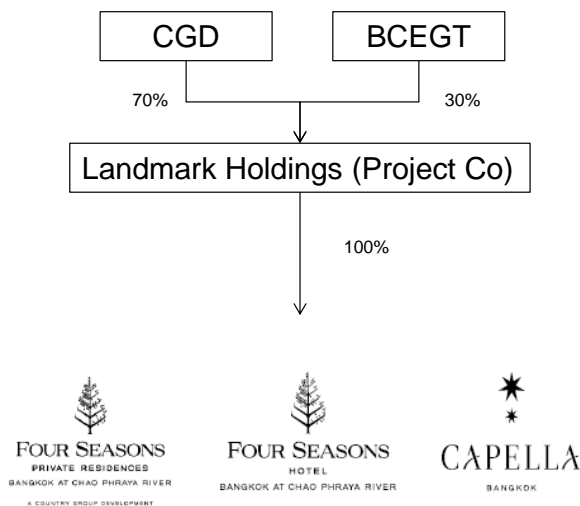 CGD
BCEGT
70%
30%
Landmark Holdings (Project Co)
100%
FOUR SEASONS
PRIVATE RESIDENCES
BANGKOK AT CHAO PHRAYA RIVER
A COUNTRY GROUP DEVELOPMENT
FOUR SEASONS
HOTEL
BANGKOK AT CHAO PHRAYA RIVER
CAPELLA
BANGKOK